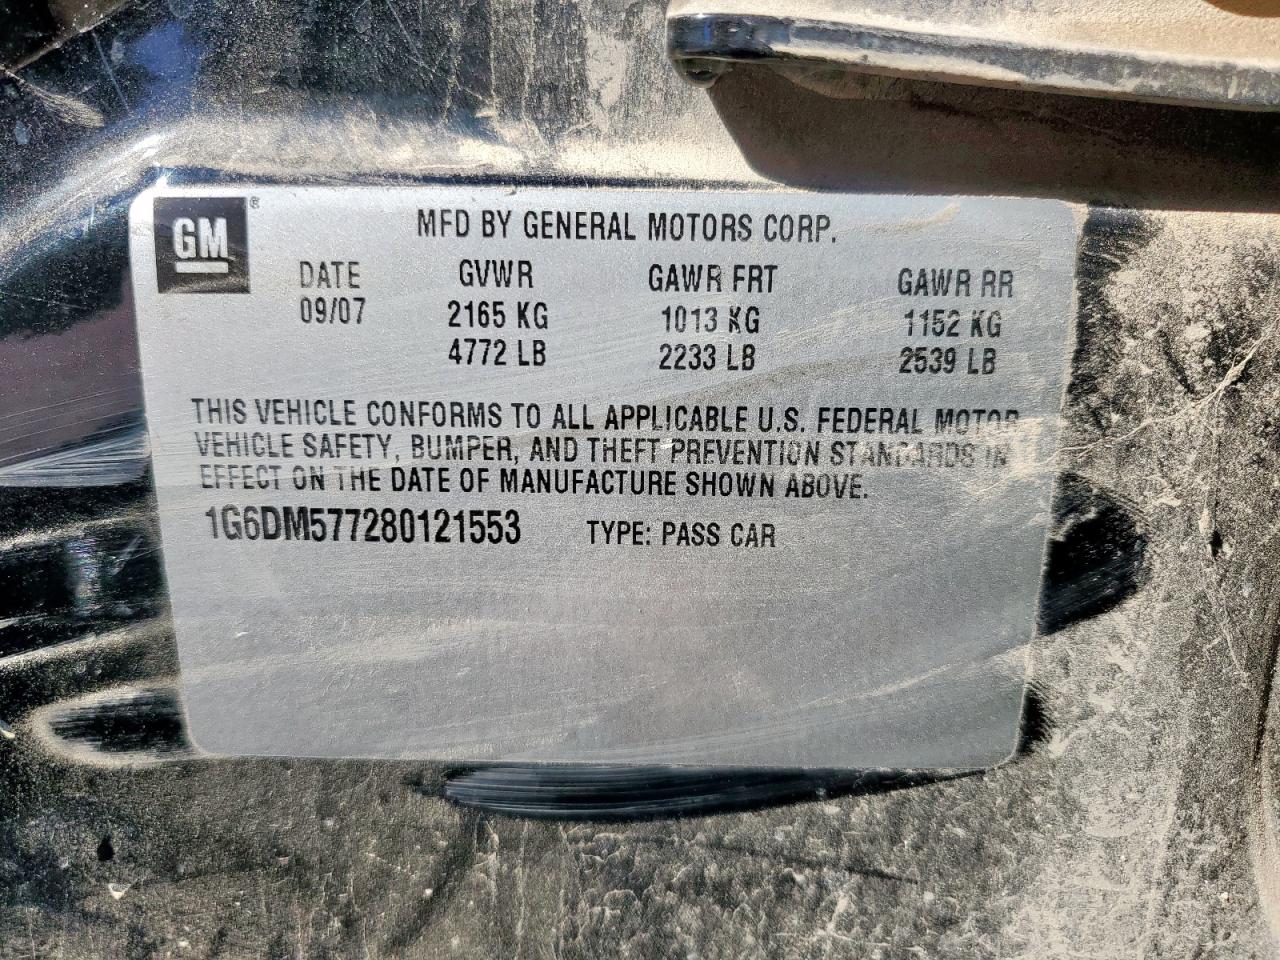 GM®
MFD BY GENERAL MOTORS CORP.
DATE GVWR GAWR FRT GAWR RR
09/07 2165 KG 1013 KG 1152 KG
4772 LB 2233 LB 2539 LB
THIS VEHICLE CONFORMS TO ALL APPLICABLE U.S. FEDERAL MOTOR
VEHICLE SAFETY, BUMPER, AND THEFT PREVENTION STANDARDS IN
EFFECT ON THE DATE OF MANUFACTURE SHOWN ABOVE.
1G6DM577280121553 TYPE: PASS CAR